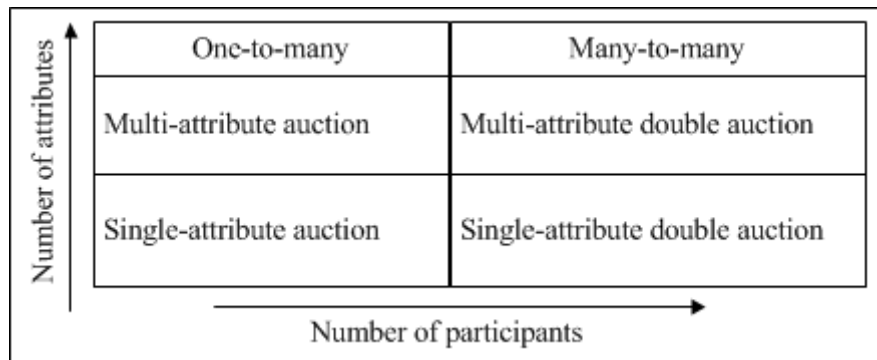 Number of attributes
One-to-many
Many-to-many
Multi-attribute auction
Multi-attribute double auction
Single-attribute auction
Single-attribute double auction
Number of participants